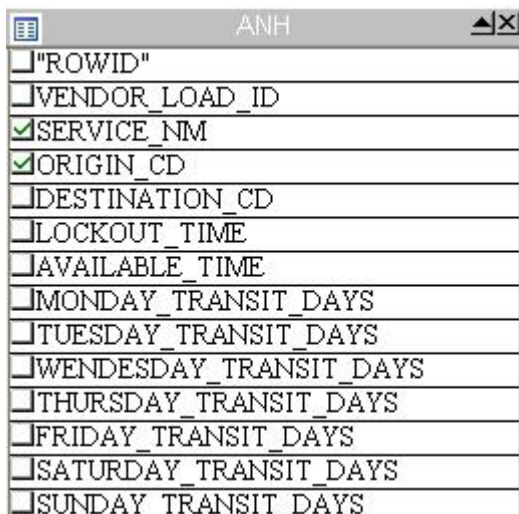 ANH
"ROWID"
VENDOR_LOAD_ID
SERVICE_NM
ORIGIN_CD
DESTINATION_CD
LOCKOUT_TIME
AVAILABLE_TIME
MONDAY_TRANSIT_DAYS
TUESDAY_TRANSIT_DAYS
WENDESDAY_TRANSIT_DAYS
THURSDAY_TRANSIT_DAYS
FRIDAY_TRANSIT_DAYS
SATURDAY_TRANSIT_DAYS
SUNDAY_TRANSIT_DAYS